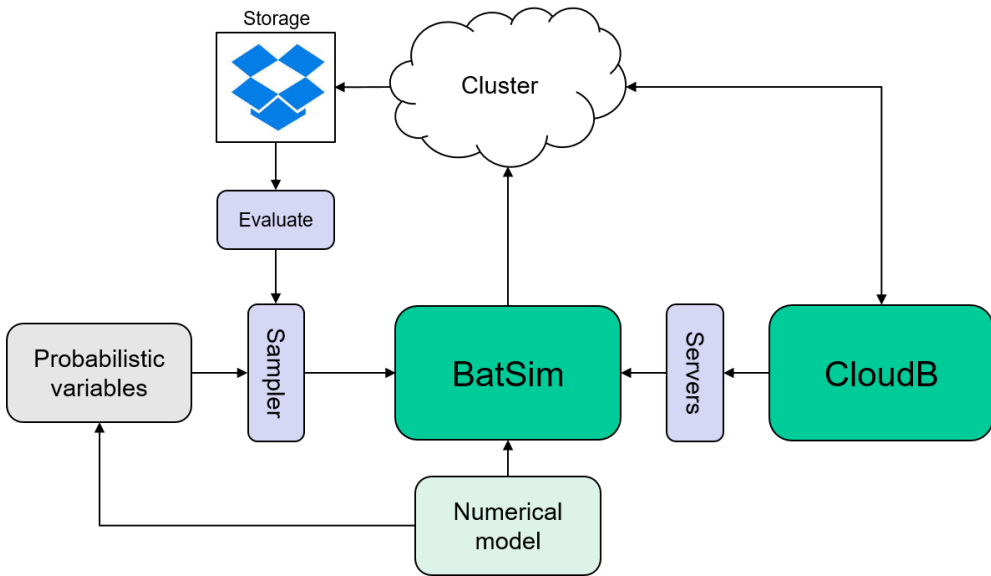 Storage
Cluster
Evaluate
Probabilistic
variables
Sampler
BatSim
Servers
CloudB
Numerical
model